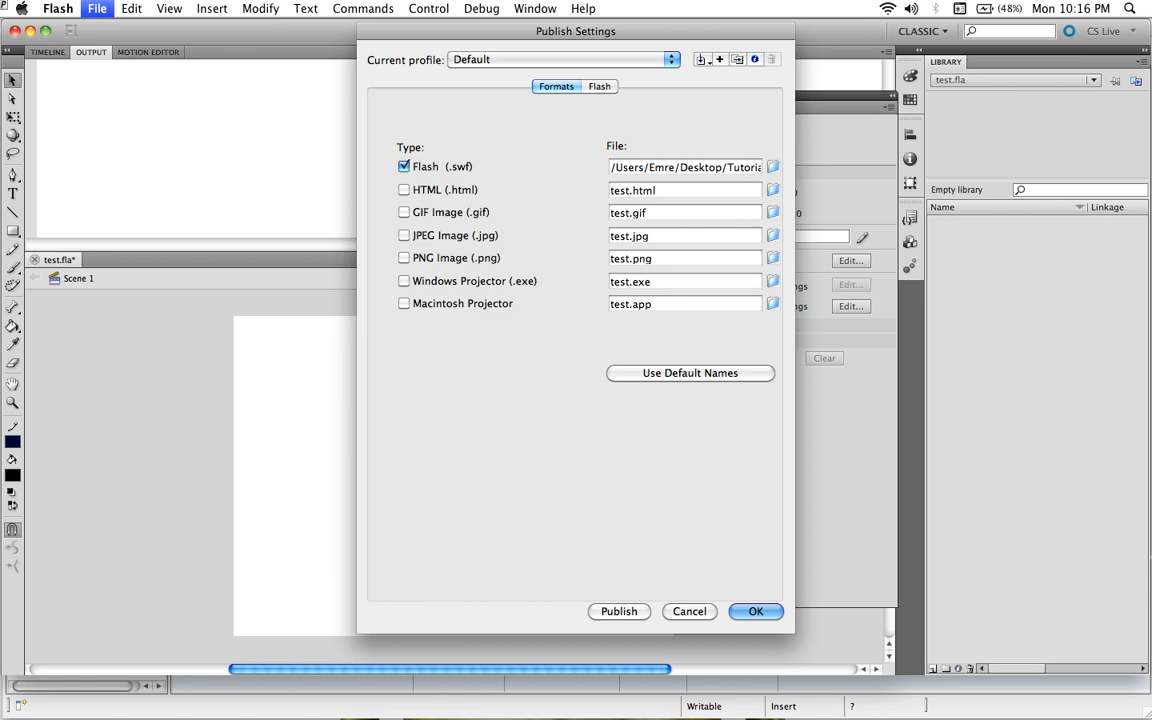 Flash File Edit View Insert Modify Text Commands Control Debug Window Help (48%) Mon 10:16 PM
Fl CLASSIC CS Live
Publish Settings
TIMELINE OUTPUT MOTION EDITOR
Current profile: Default
LIBRARY
test.fla
Formats Flash
Type: File:
Flash (.swf) /Users/Emre/Desktop/Tutoria
HTML (.html) test.html
GIF Image (.gif) test.gif
JPEG Image (.jpg) test.jpg
PNG Image (.png) test.png
Windows Projector (.exe) test.exe
Macintosh Projector test.app
Use Default Names
Publish Cancel OK
test.fla*
Scene 1
0
Edit...
ngs Edit...
ngs Edit...
Clear
Empty library
Name Linkage
T
Writable Insert ?